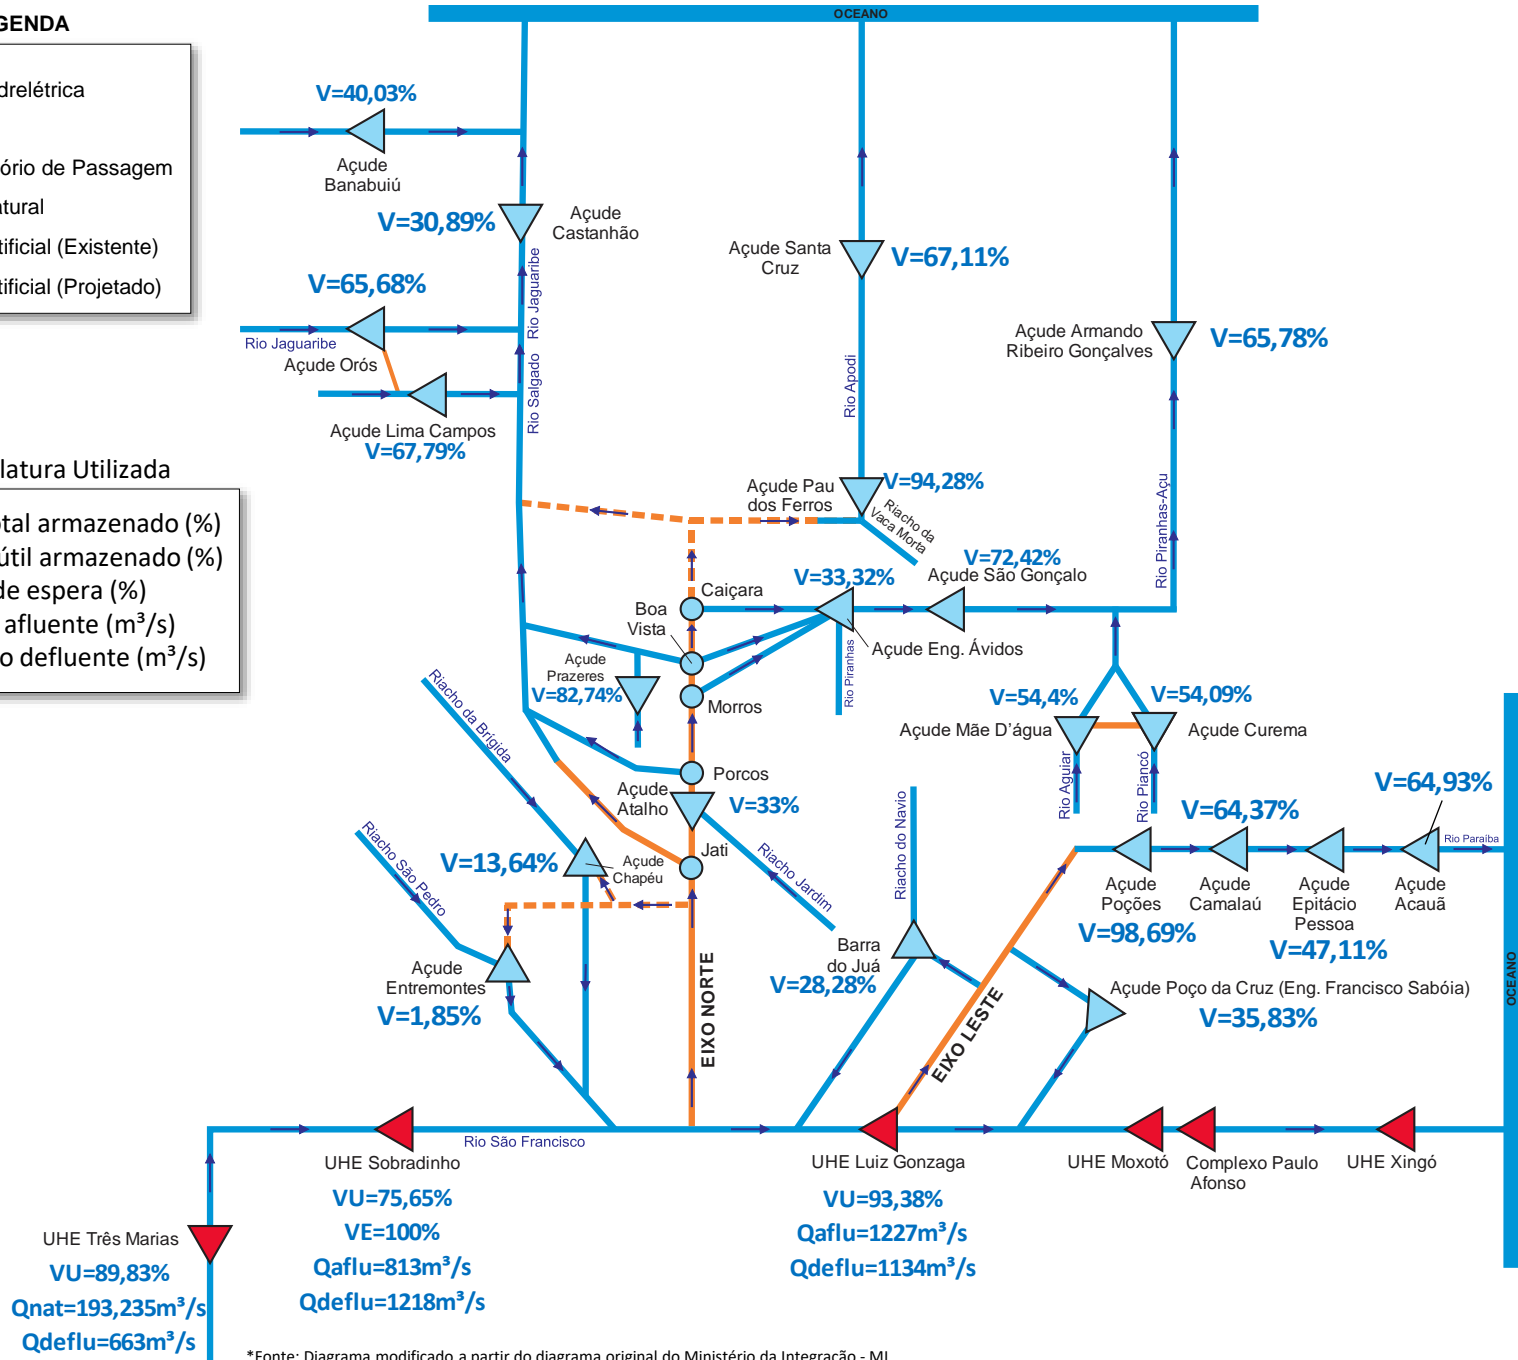 GENDA
OCEANO
drelétrica
ório de Passagem
atural
tificial (Existente)
tificial (Projetado)
V=40,03%
Açude
Banabuiú
V=30,89%
Açude
Castanhão
Rio Jaguaribe
V=65,68%
Rio Jaguaribe
Açude Orós
Rio Salgado
Açude Lima Campos
V=67,79%
Açude Santa
Cruz
V=67,11%
Rio Apodi
Açude Armando
Ribeiro Gonçalves
V=65,78%
Rio Piranhas-Açu
latura Utilizada
otal armazenado (%)
útil armazenado (%)
de espera (%)
afluente (m³/s)
o defluente (m³/s)
Açude Pau
dos Ferros
V=94,28%
Riacho da
Vaca Morta
V=72,42%
Açude São Gonçalo
V=33,32%
Caiçara
Boa
Vista
Açude Eng. Ávidos
Rio Piranhas
Açude
Prazeres
V=82,74%
Morros
Riacho da Brígida
V=54,4%
V=54,09%
Açude Mãe D'água
Açude Curema
Rio Aguiar
Rio Piancó
Porcos
Açude
Atalho
V=33%
Jati
Riacho Jardim
Riacho do Navio
V=64,93%
V=64,37%
Rio Paraíba
Riacho São Pedro
V=13,64%
Açude
Chapéu
Açude
Poções
V=98,69%
Açude
Camalaú
Açude
Epitácio
Pessoa
V=47,11%
Açude
Acauã
Açude
Entremontes
V=1,85%
EIXO NORTE
Barra
do Juá
V=28,28%
EIXO LESTE
Açude Poço da Cruz (Eng. Francisco Sabóia)
V=35,83%
OCEANO
Rio São Francisco
UHE Sobradinho
VU=75,65%
VE=100%
Qaflu=813m³/s
Qdeflu=1218m³/s
UHE Luiz Gonzaga
VU=93,38%
Qaflu=1227m³/s
Qdeflu=1134m³/s
UHE Moxotó
Complexo Paulo
Afonso
UHE Xingó
UHE Três Marias
VU=89,83%
Qnat=193,235m³/s
Qdeflu=663m³/s
*Fonte: Diagrama modificado a partir do diagrama original do Ministério da Integração - MI